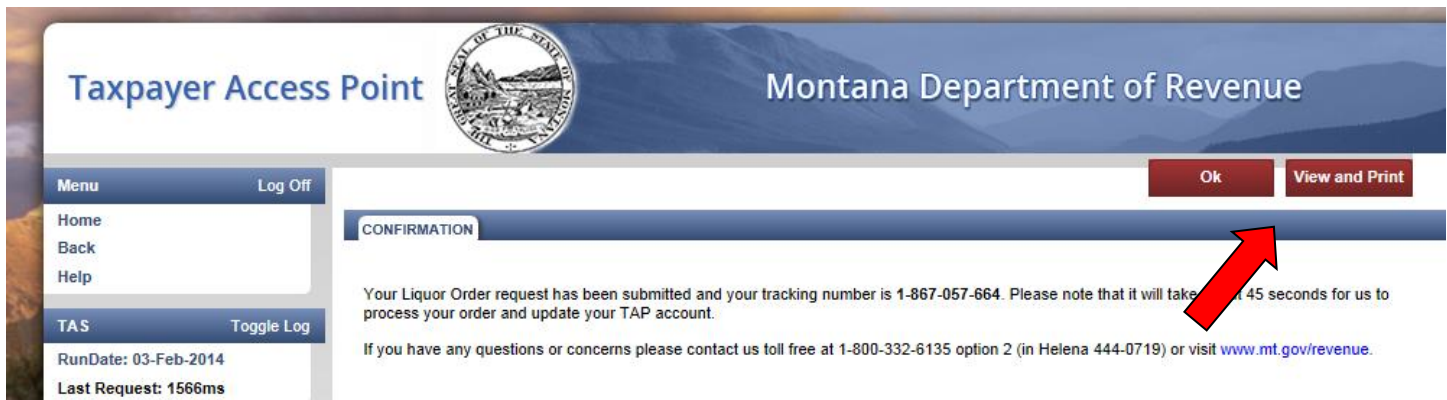 Taxpayer Access Point
Montana Department of Revenue
Menu Log Off
Home
Back
Help
TAS Toggle Log
RunDate: 03-Feb-2014
Last Request: 1566ms
Ok View and Print
CONFIRMATION
Your Liquor Order request has been submitted and your tracking number is 1-867-057-664. Please note that it will take 45 seconds for us to
process your order and update your TAP account.
If you have any questions or concerns please contact us toll free at 1-800-332-6135 option 2 (in Helena 444-0719) or visit www.mt.gov/revenue.